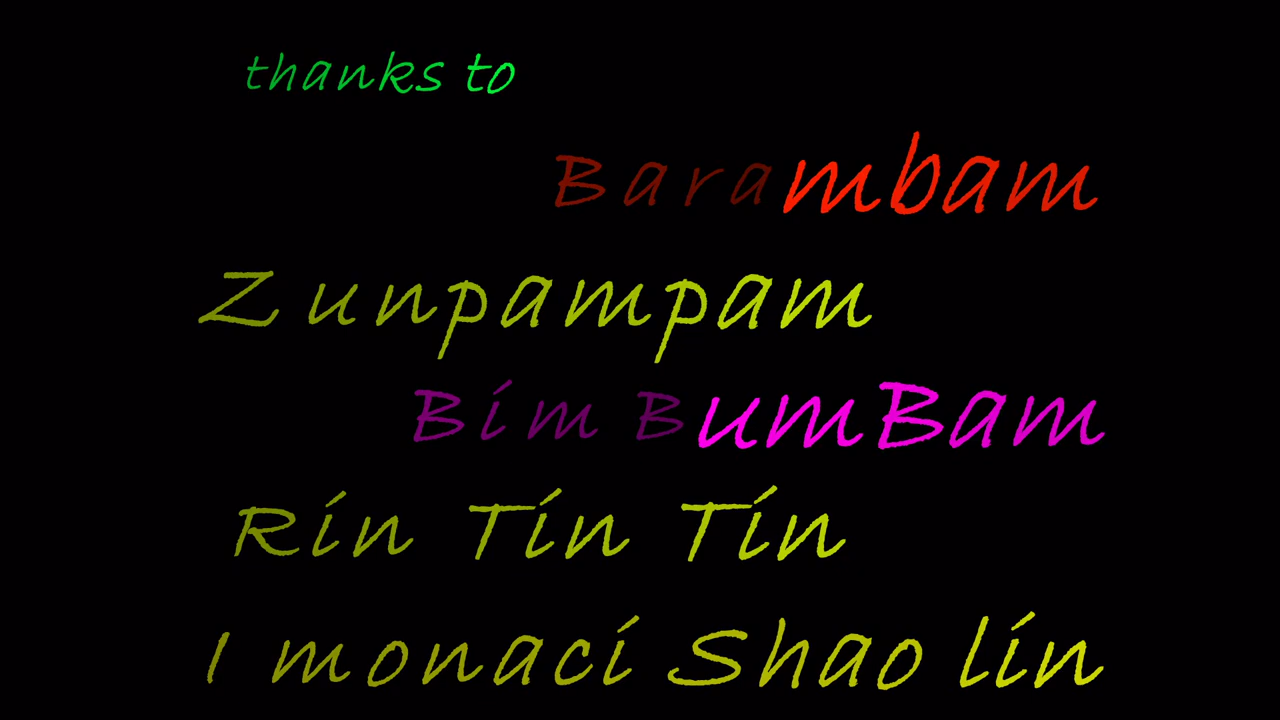 thanks to
Barambam
Zunpampam
Bim BumBam
Rin Tin Tin
I monaci Shao lin